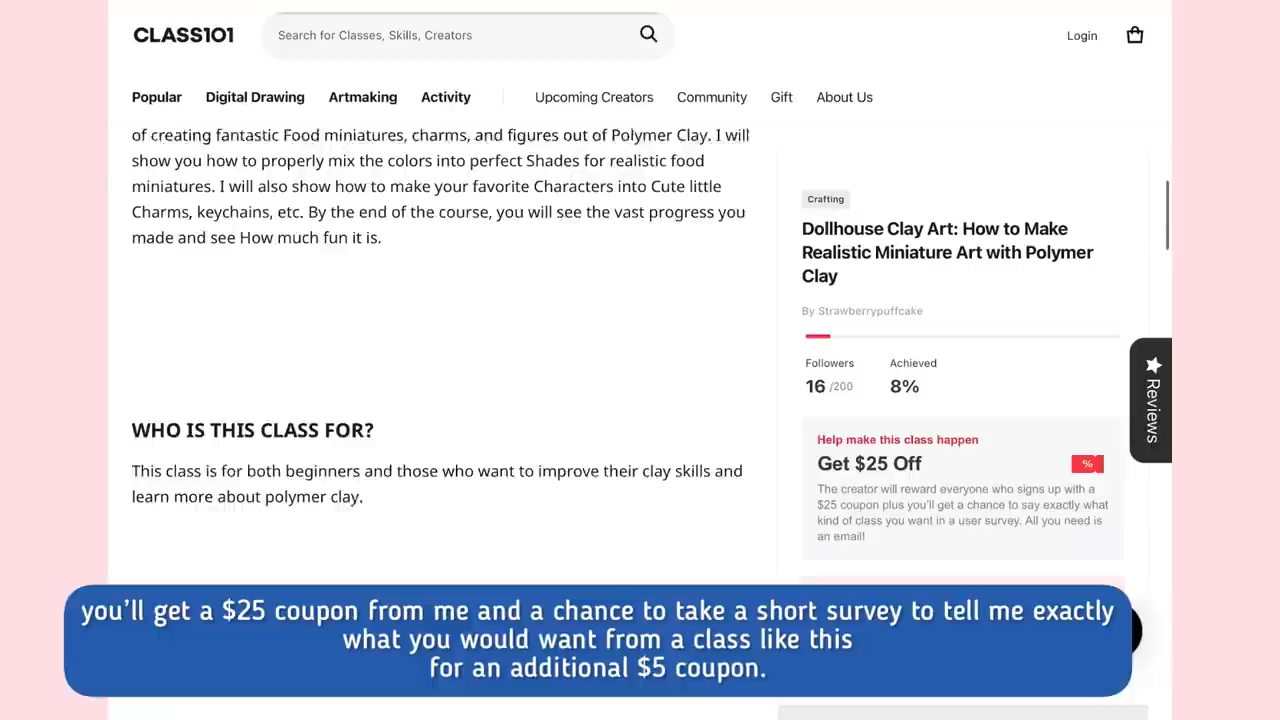 CLASS101
Search for Classes, Skills, Creators
Login
Popular
Digital Drawing
Artmaking
Activity
Upcoming Creators
Community
Gift
About Us
of creating fantastic Food miniatures, charms, and figures out of Polymer Clay. I will
show you how to properly mix the colors into perfect Shades for realistic food
miniatures. I will also show how to make your favorite Characters into Cute little
Charms, keychains, etc. By the end of the course, you will see the vast progress you
made and see How much fun it is.
WHO IS THIS CLASS FOR?
This class is for both beginners and those who want to improve their clay skills and
learn more about polymer clay.
Crafting
Dollhouse Clay Art: How to Make
Realistic Miniature Art with Polymer
Clay
By Strawberrypuffcake
Followers
Achieved
16 /200
8%
Help make this class happen
Get $25 Off
%
The creator will reward everyone who signs up with a
$25 coupon plus you'll get a chance to say exactly what
kind of class you want in a user survey. All you need is
an email!
Reviews
you'll get a $25 coupon from me and a chance to take a short survey to tell me exactly
what you would want from a class like this
for an additional $5 coupon.